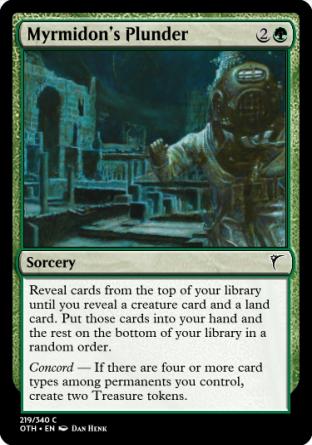 Myrmidon's Plunder 2
Sorcery
Reveal cards from the top of your library
until you reveal a creature card and a land
card. Put those cards into your hand and
the rest on the bottom of your library in a
random order.
Concord — If there are four or more card
types among permanents you control,
create two Treasure tokens.
219/340 C
OTH • EN DAN HENK